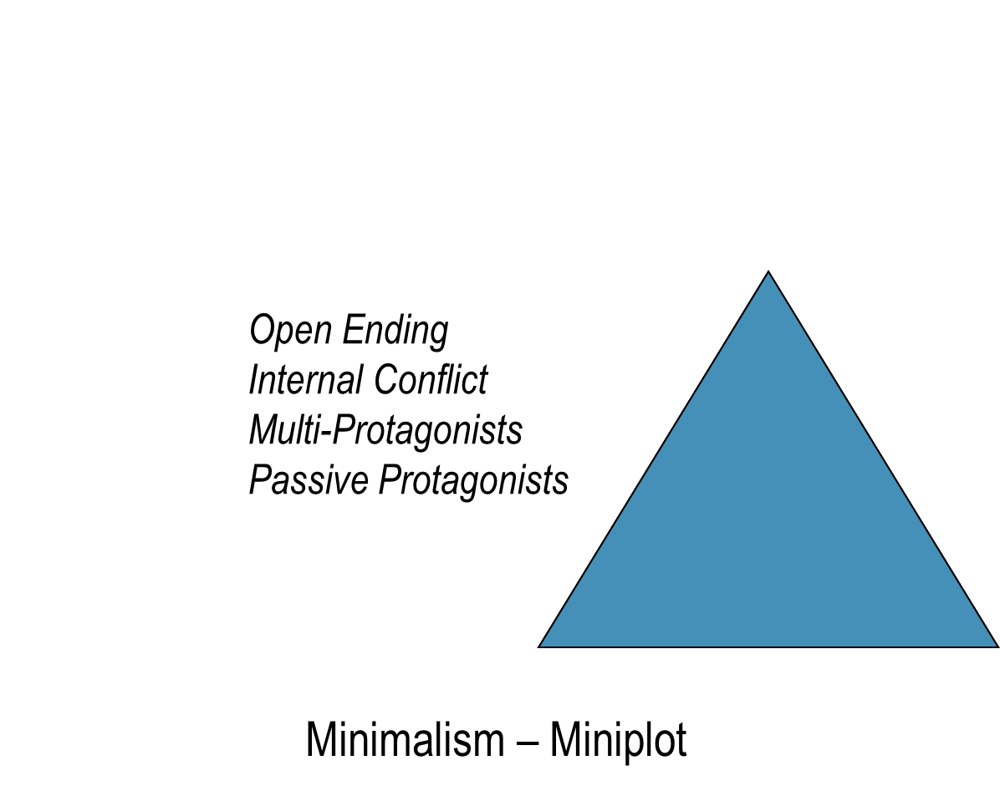 Open Ending
Internal Conflict
Multi-Protagonists
Passive Protagonists
Minimalism – Miniplot